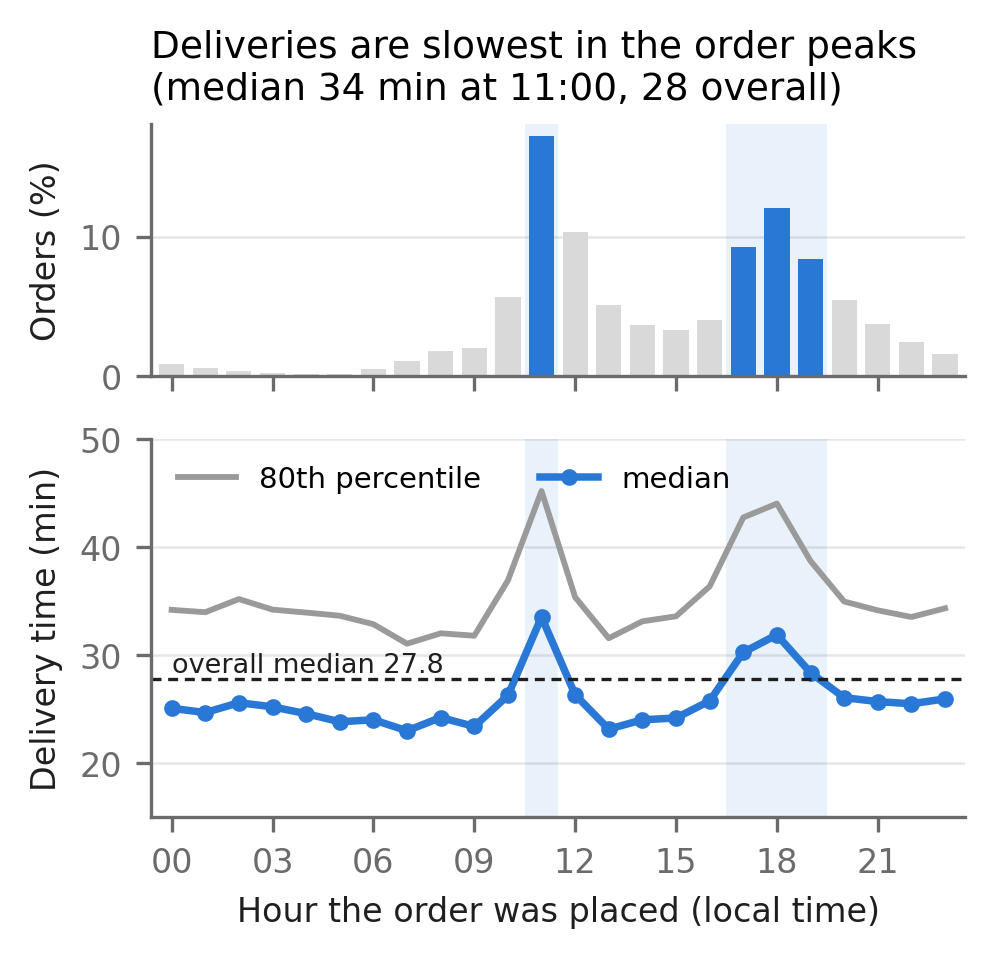 Deliveries are slowest in the order peaks
(median 34 min at 11:00, 28 overall)
Orders (%)
10
0
50
40
30
20
Delivery time (min)
80th percentile
median
overall median 27.8
00 03 06 09 12 15 18 21
Hour the order was placed (local time)